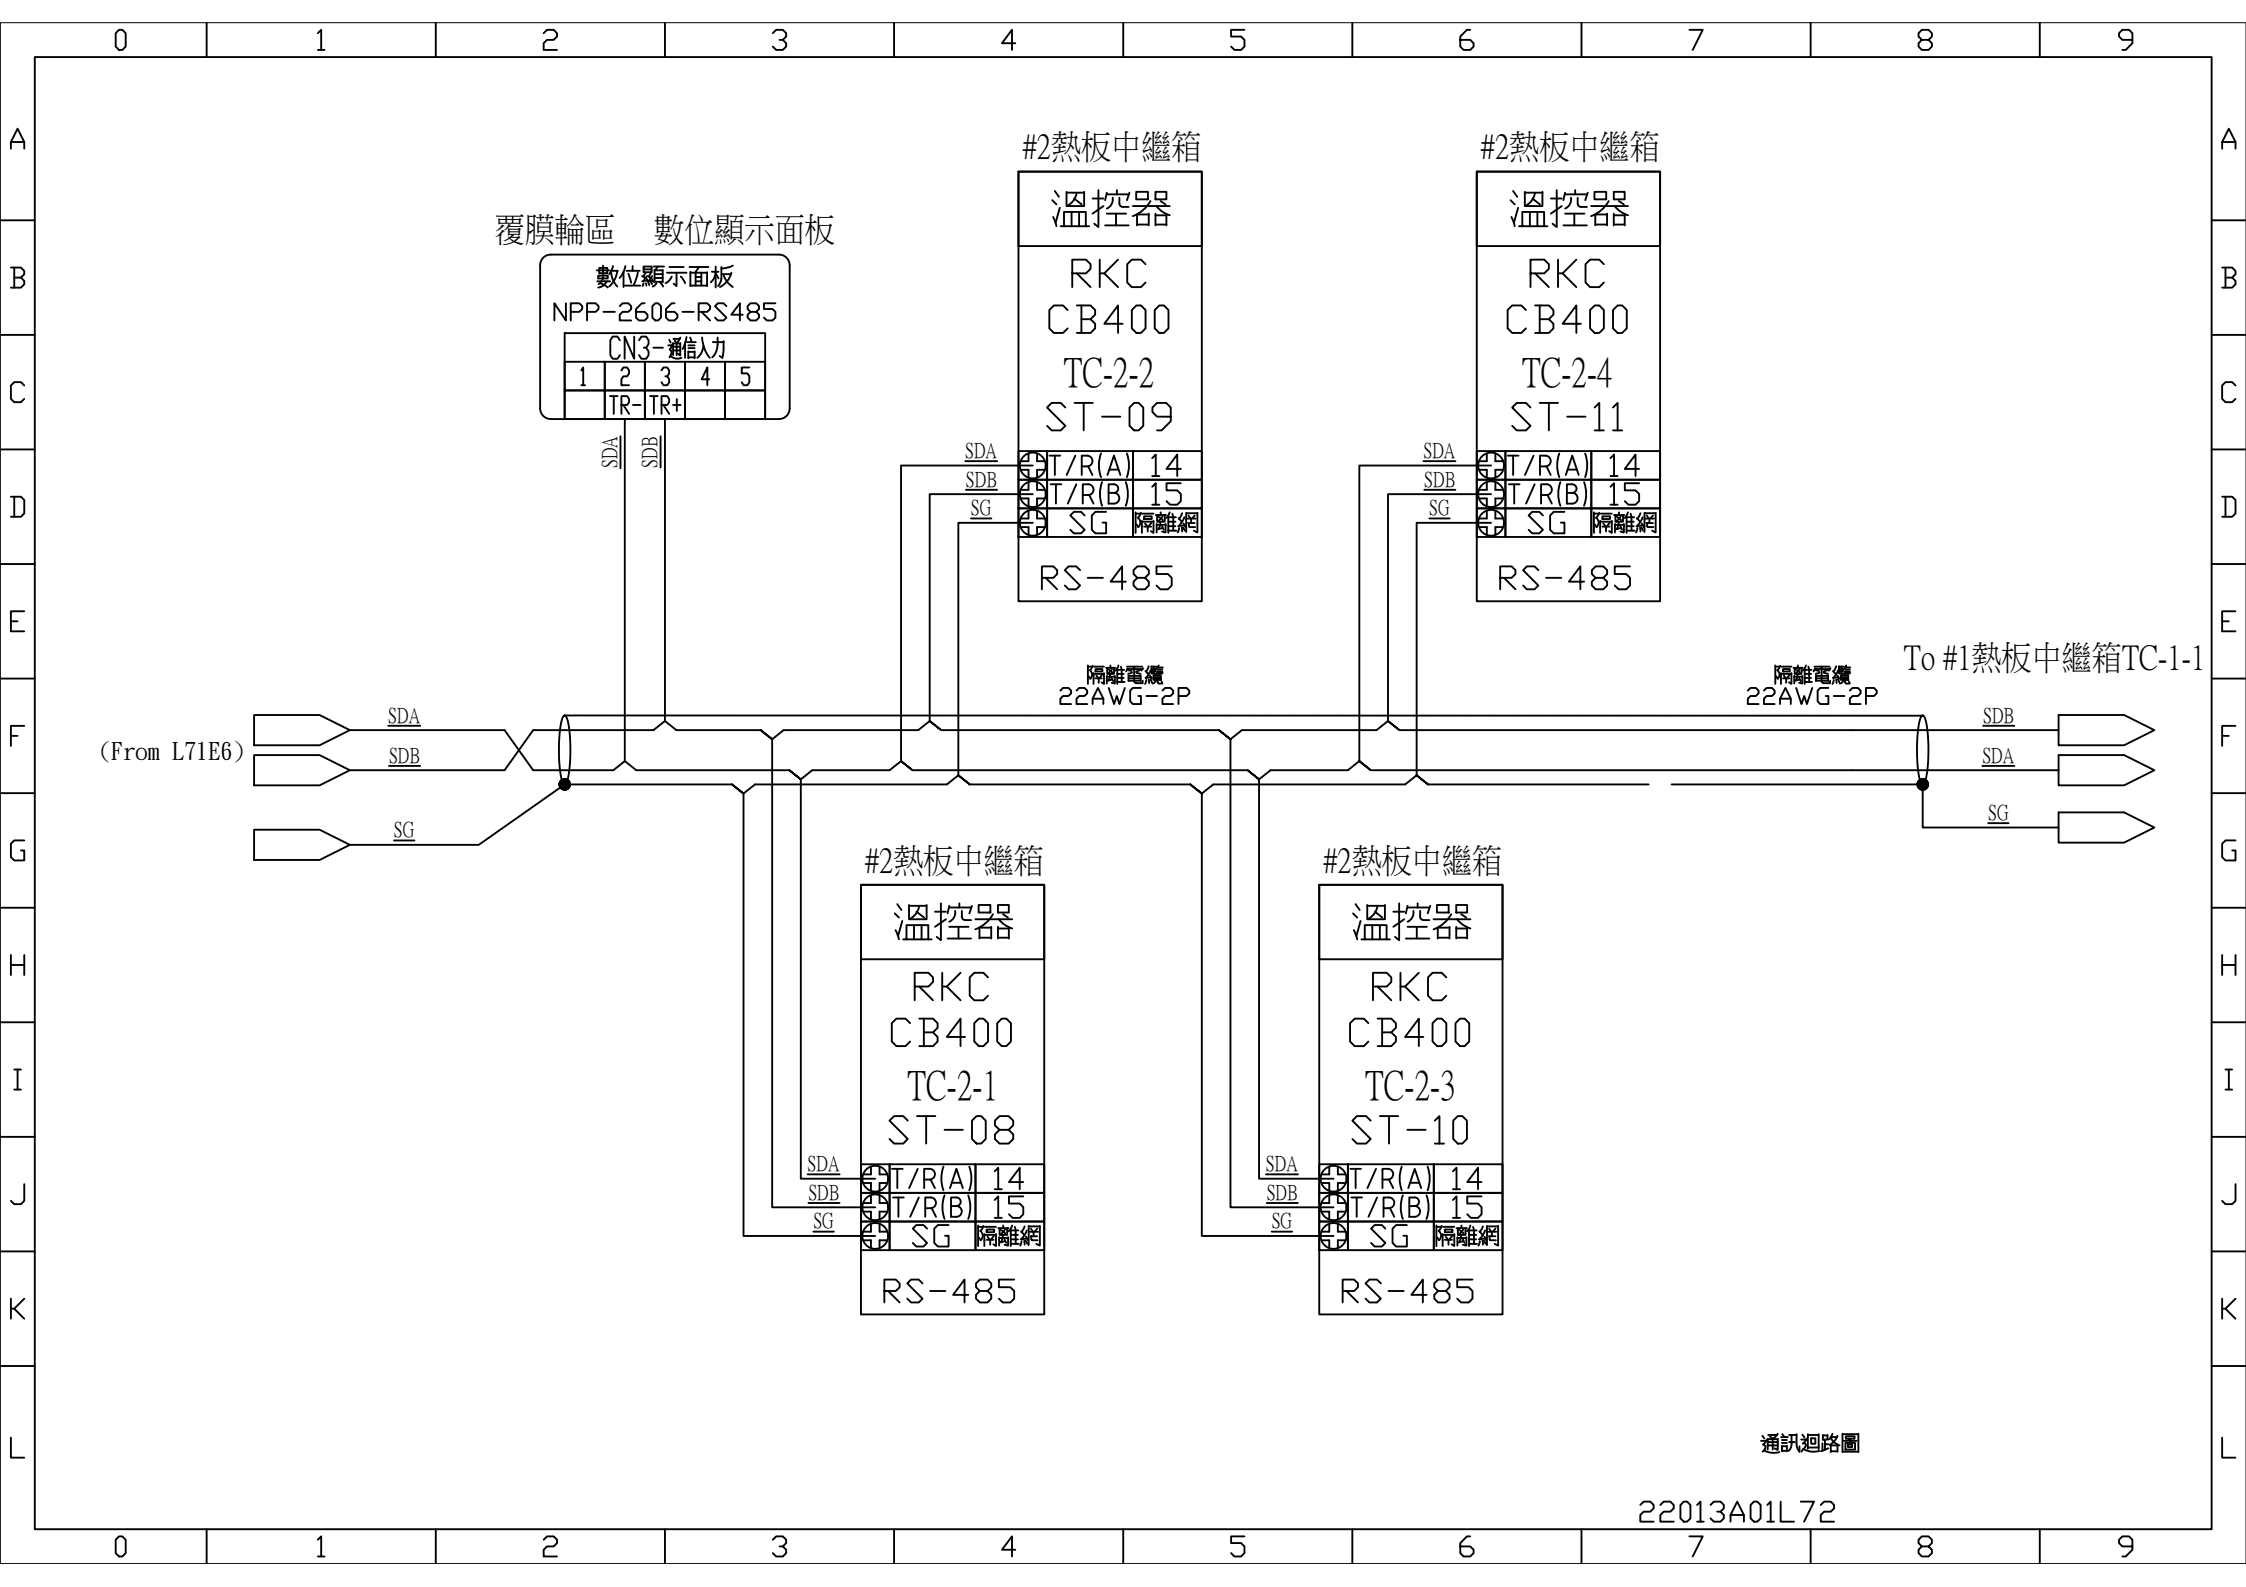 0 1 2 3 4 5 6 7 8 9
A A
#2熱板中繼箱 #2熱板中繼箱
溫控器 溫控器
覆膜輪區 數位顯示面板
B B
數位顯示面板
RKC RKC
NPP-2606-RS485
CB400 CB400
CN3-通信入力
TC-2-2 TC-2-4
1 2 3 4 5
C C
TR- TR+
ST-09 ST-11
SDA SDB
SDA T/R(A) 14 SDA T/R(A) 14
SDB T/R(B) 15 SDB T/R(B) 15
D D
SG SG 隔離網 SG SG 隔離網
RS-485 RS-485
E E
To #1熱板中繼箱TC-1-1
隔離電纜 隔離電纜
22AWG-2P 22AWG-2P
SDA SDB
F F
(From L71E6)
SDB SDA
SG SG
G G
#2熱板中繼箱 #2熱板中繼箱
溫控器 溫控器
H H
RKC RKC
CB400 CB400
I I
TC-2-1 TC-2-3
ST-08 ST-10
SDA T/R(A) 14 SDA T/R(A) 14
J J
SDB T/R(B) 15 SDB T/R(B) 15
SG SG 隔離網 SG SG 隔離網
RS-485 RS-485
K K
通訊迴路圖
L L
22013A01L72
0 1 2 3 4 5 6 7 8 9